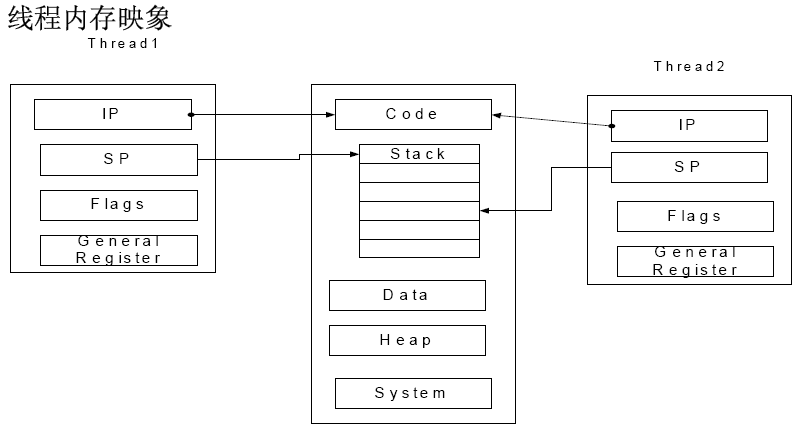 线程内存映象
Thread1
Thread2
IP
SP
Flags
General
Register
Code
Stack
Data
Heap
System
IP
SP
Flags
General
Register